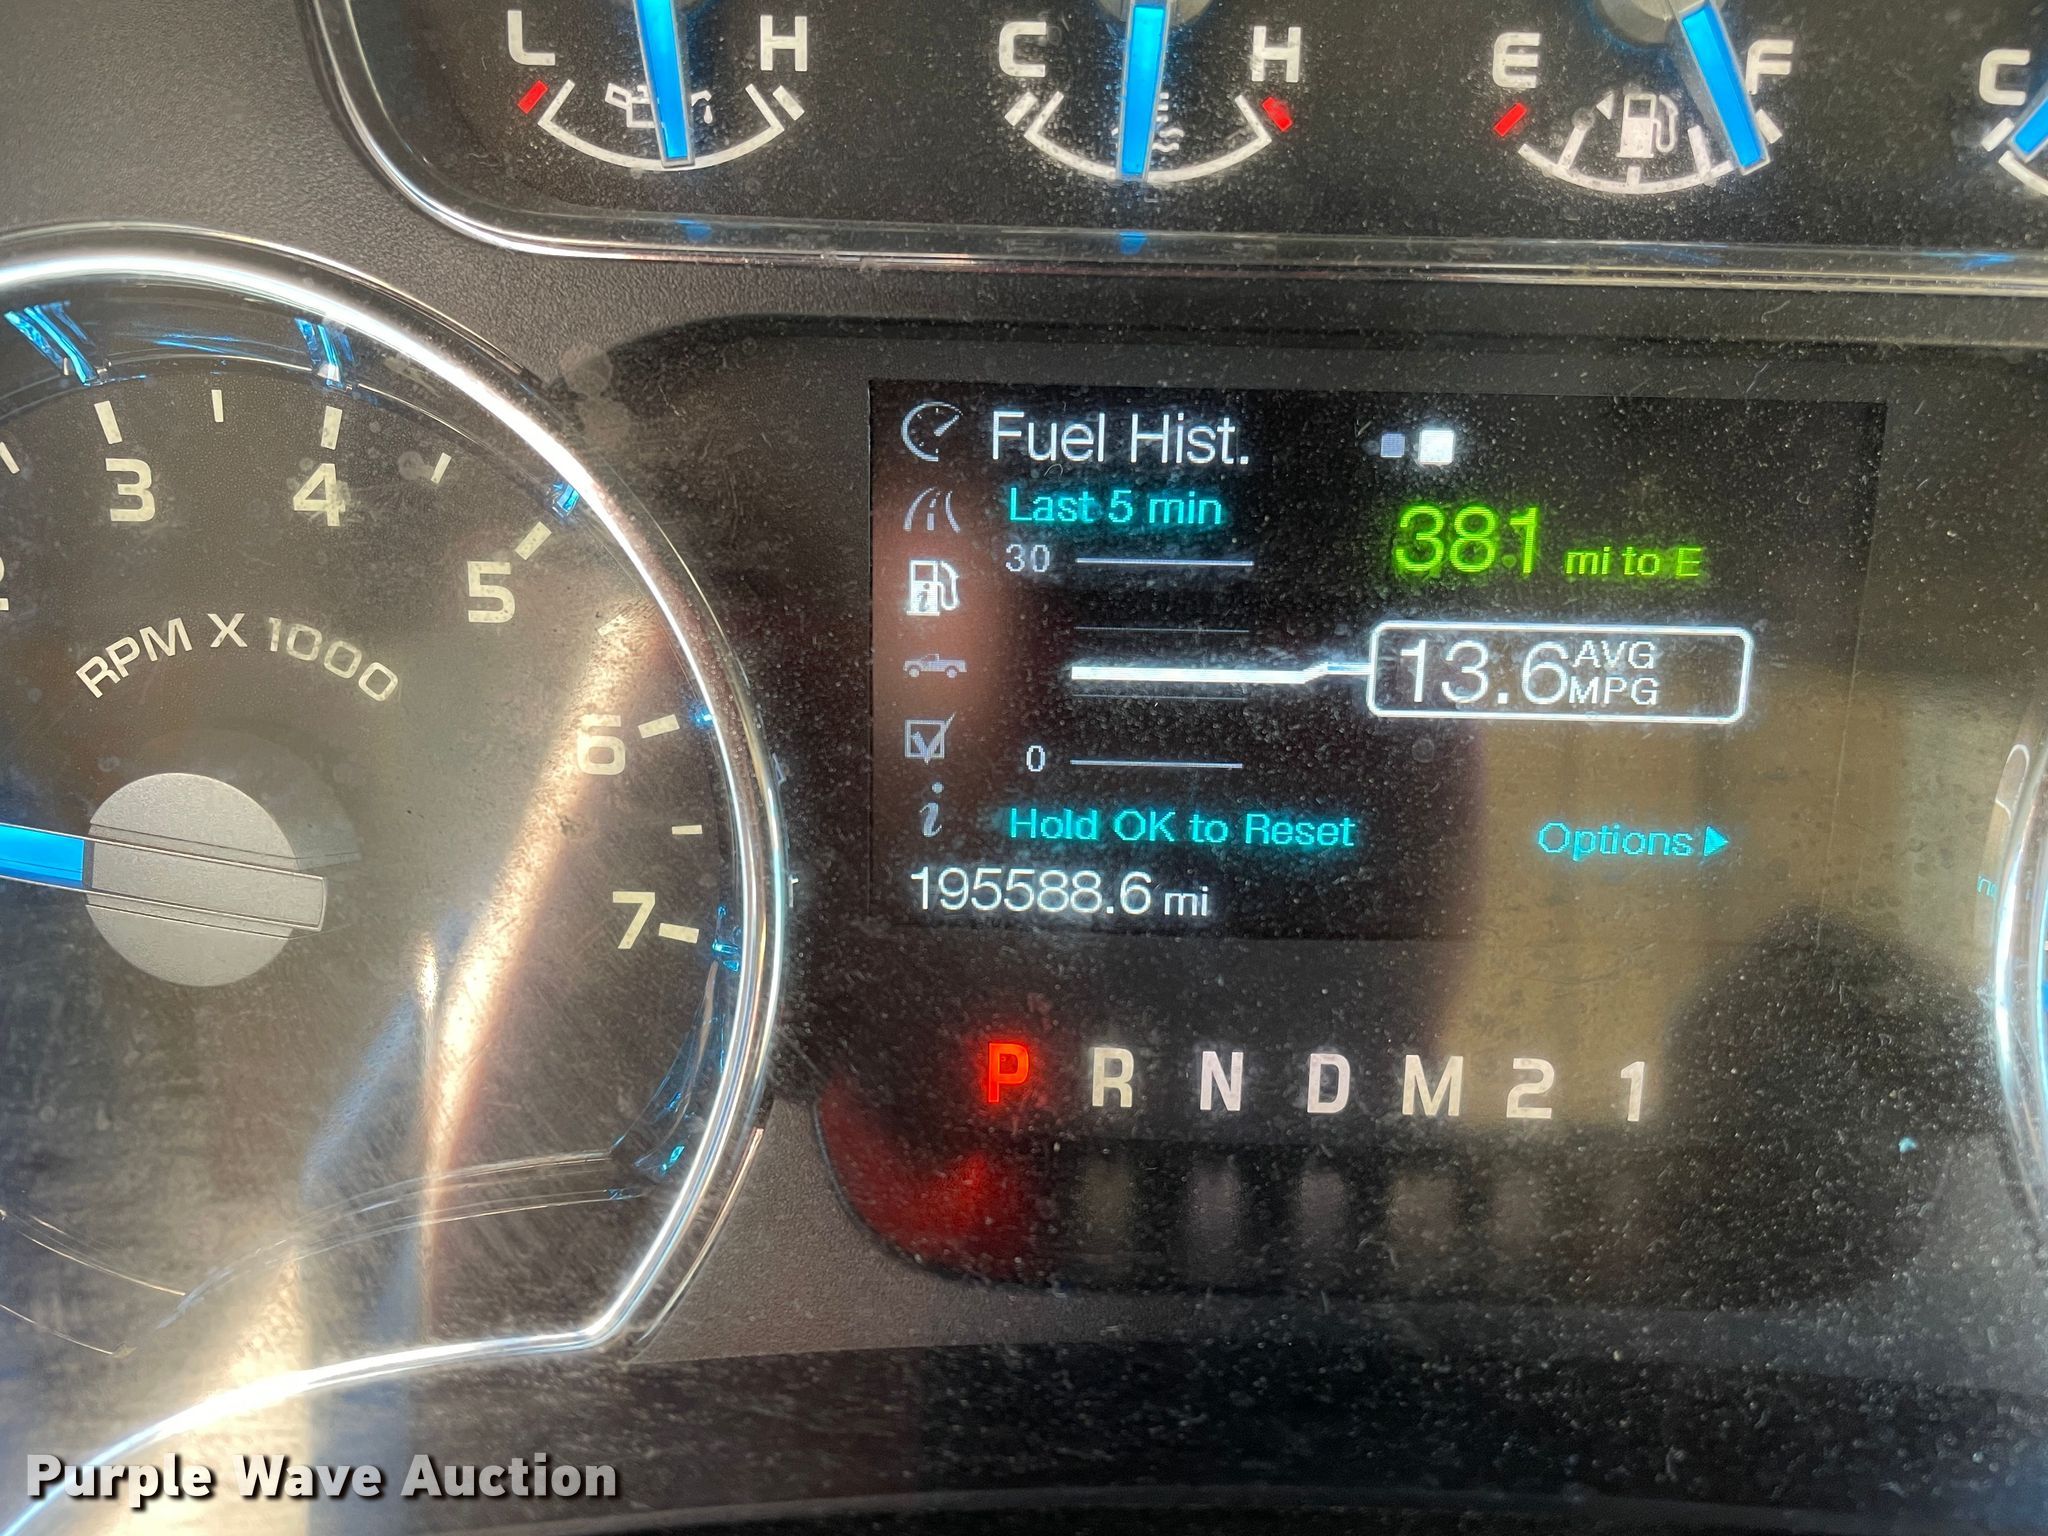 L H
C H
E F
C
Fuel Hist.
Last 5 min
30
381 mi to E
13.6 AVG MPG
0
Hold OK to Reset
Options
195588.6 mi
2
3
4
5
6
7
RPM X 1000
P R N D M 2 1
Purple Wave Auction